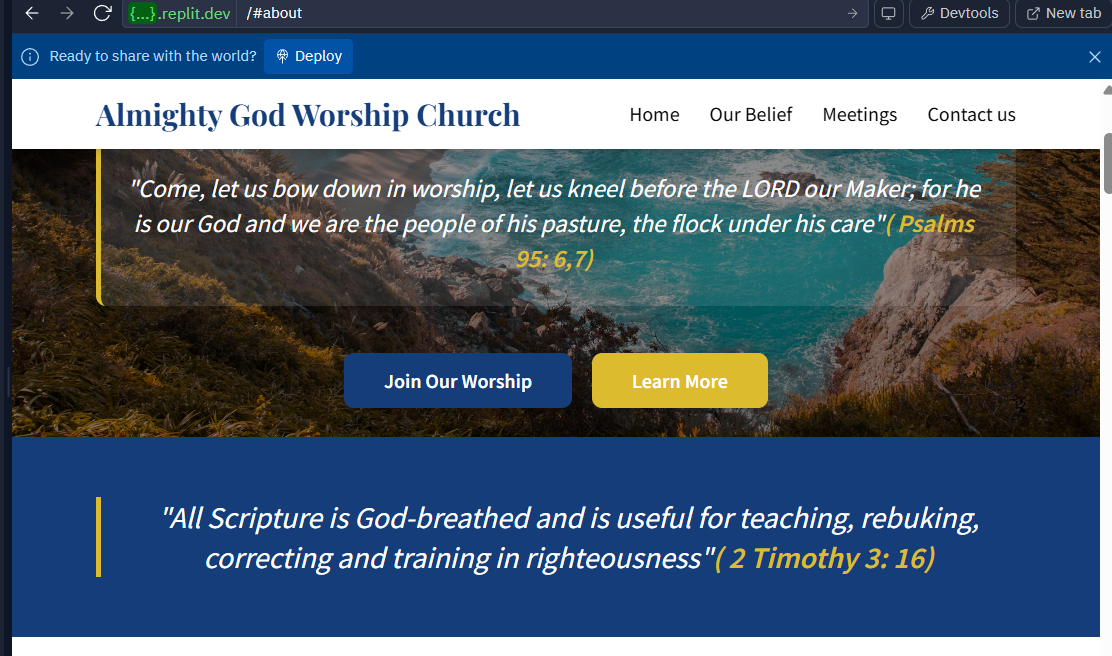 {...}.replit.dev /#about Devtools New tab
Ready to share with the world? Deploy
Almighty God Worship Church Home Our Belief Meetings Contact us
"Come, let us bow down in worship, let us kneel before the LORD our Maker; for he
is our God and we are the people of his pasture, the flock under his care"( Psalms
95: 6,7)
Join Our Worship Learn More
"All Scripture is God-breathed and is useful for teaching, rebuking,
correcting and training in righteousness"( 2 Timothy 3: 16)